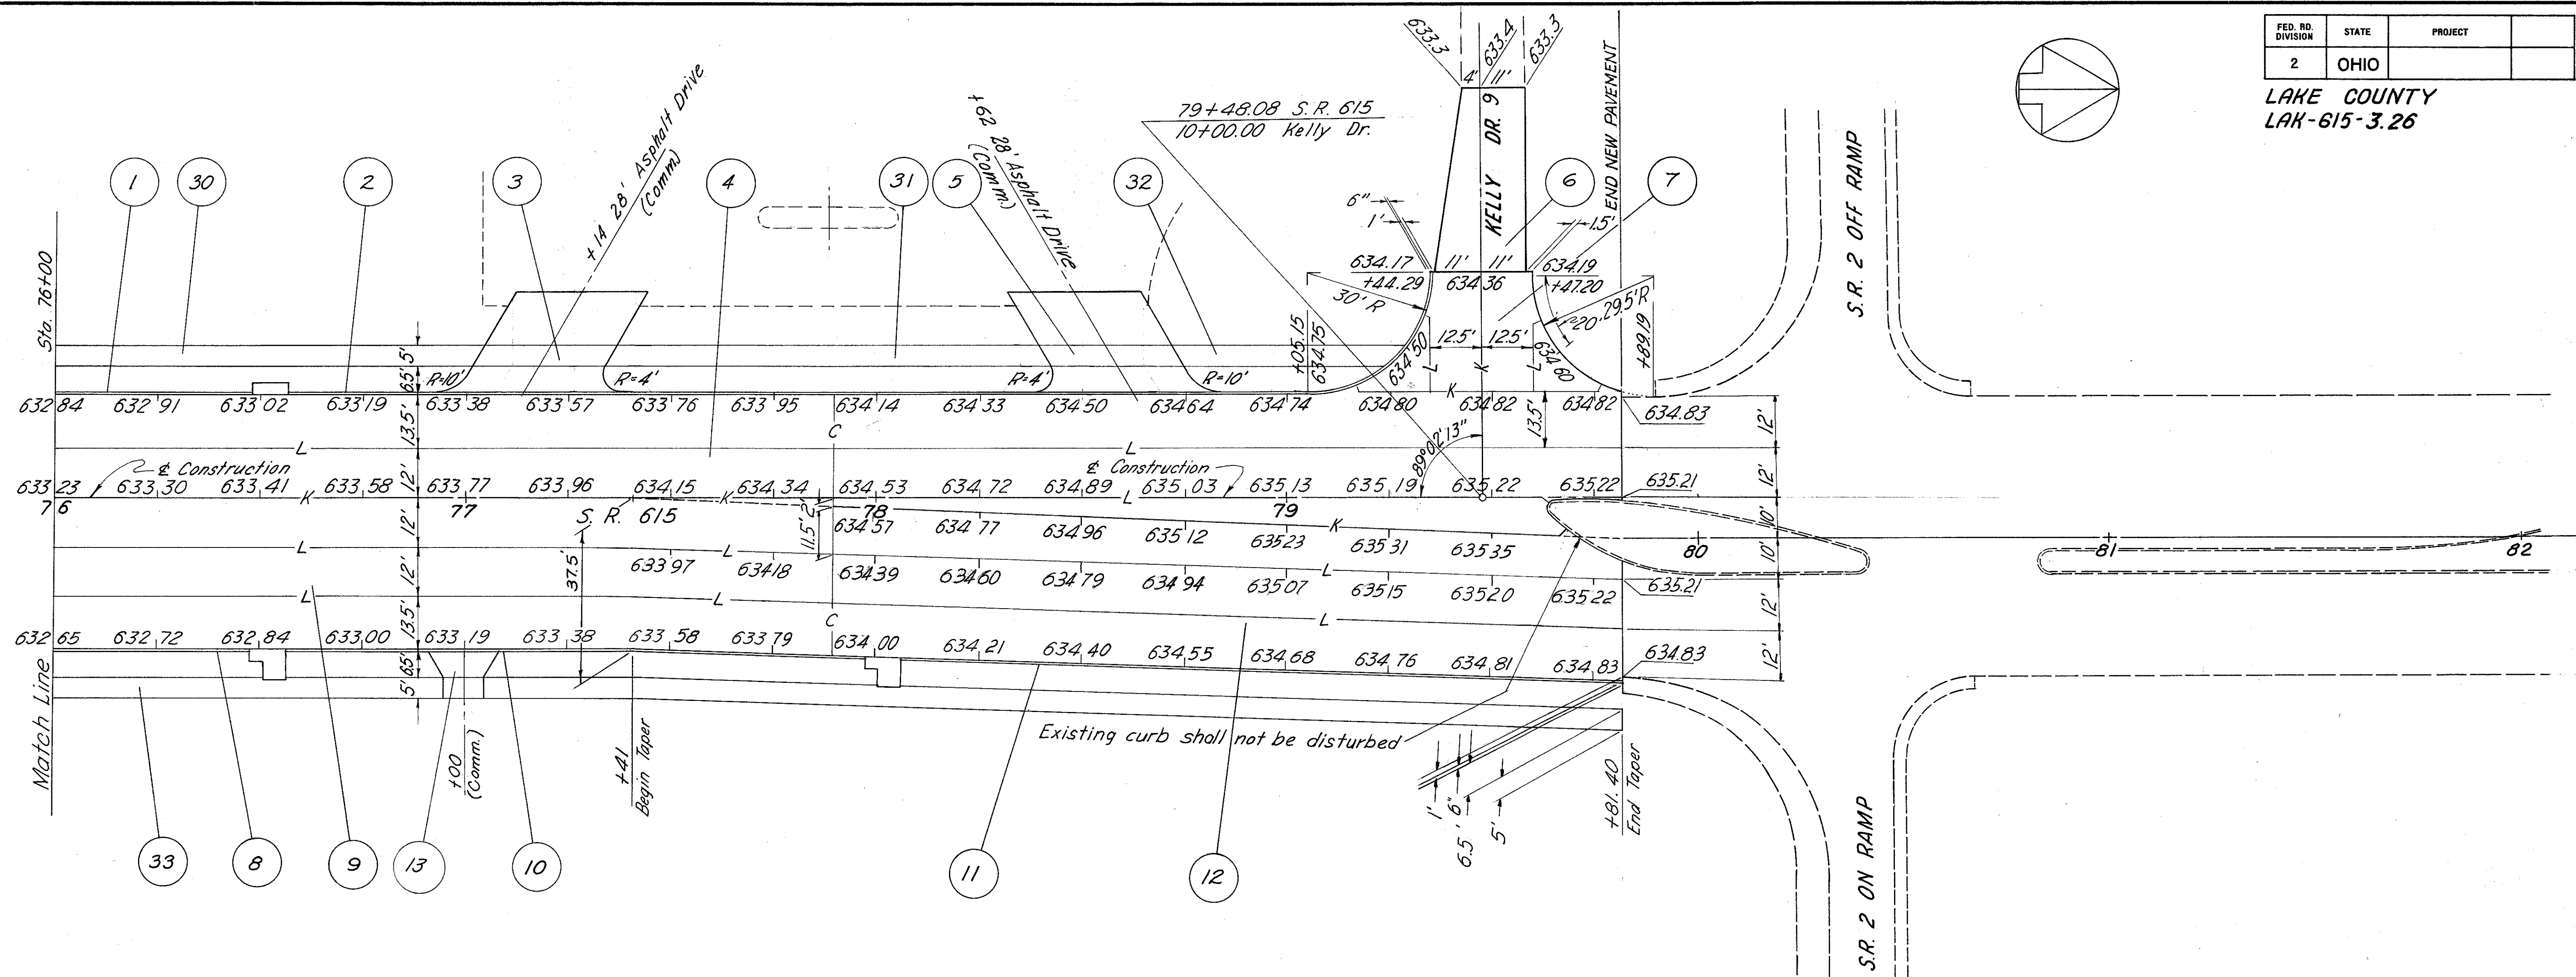 FED. RD. DIVISION STATE PROJECT
2 OHIO
LAKE COUNTY
LAK-615-3.26
633.3 633.4 633.3
4' 11'
79+48.08 S.R. 615
10+00.00 Kelly Dr.
KELLY DR. 9
END NEW PAVEMENT
S.R. 2 OFF RAMP
+14 28' Asphalt Drive
(Comm.)
+62 28' Asphalt Drive
(Comm.)
1 30 2 3 4 31 5 32 6 7
6"
1'
1.5'
634.17 11' 11' 634.19
+44.29 634.36 +47.20
30' R
29.5'R
20'
12.5' 12.5'
+05.15
634.75
634.50
634.60
+89.19
Sta. 76+00
5'
6.5'
R=10' R=4' R=4' R=10'
L K L
K
632.84 632.91 633.02 633.19 633.38 633.57 633.76 633.95 634.14 634.33 634.50 634.64 634.74 634.80 634.82 634.82 634.83
13.5'
C
13.5'
12'
L L
89°02'13"
℄ Construction
℄ Construction
12'
12'
633.23 633.30 633.41 633.58 633.77 633.96 634.15 634.34 634.53 634.72 634.89 635.03 635.13 635.19 635.22 635.22 635.21
K K L
76 77 78 79
S. R. 615
2'
11.5'
12'
10'
634.57 634.77 634.96 635.12 635.23 635.31 635.35
K
80 81 82
10'
L L L
633.97 634.18 634.39 634.60 634.79 634.94 635.07 635.15 635.20 635.22 635.21
12'
37.5'
12'
L L L
13.5'
C
12'
632.65 632.72 632.84 633.00 633.19 633.38 633.58 633.79 634.00 634.21 634.40 634.55 634.68 634.76 634.81 634.83 634.83
6.5'
5'
Match Line
+00
(Comm.)
+41
Begin Taper
Existing curb shall not be disturbed
1'
6"
6.5'
5'
+81.40
End Taper
S.R. 2 ON RAMP
33 8 9 13 10 11 12